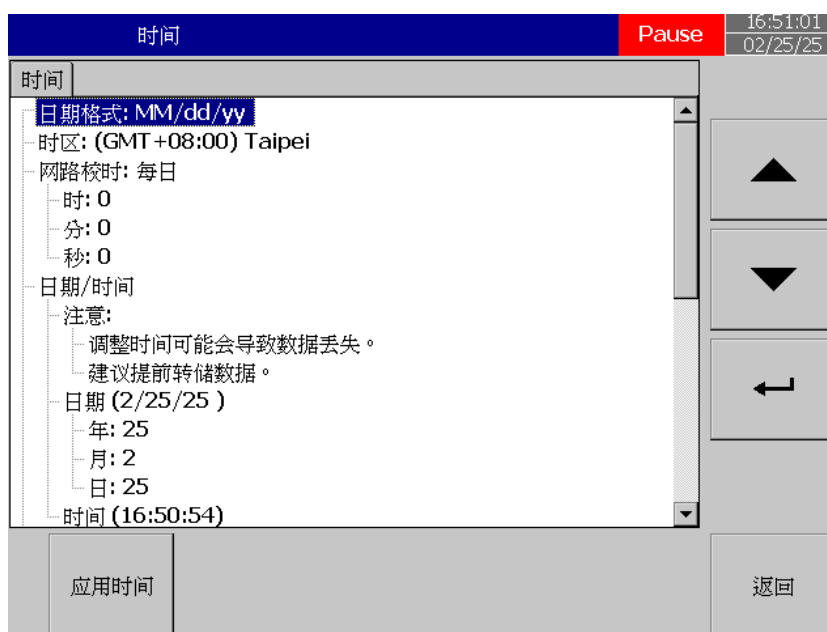 时间
Pause
16:51:01
02/25/25
时间
日期格式: MM/dd/yy
时区: (GMT+08:00) Taipei
网路校时: 每日
时: 0
分: 0
秒: 0
日期/时间
注意:
调整时间可能会导致数据丢失。
建议提前转储数据。
日期 (2/25/25 )
年: 25
月: 2
日: 25
时间 (16:50:54)
应用时间
返回